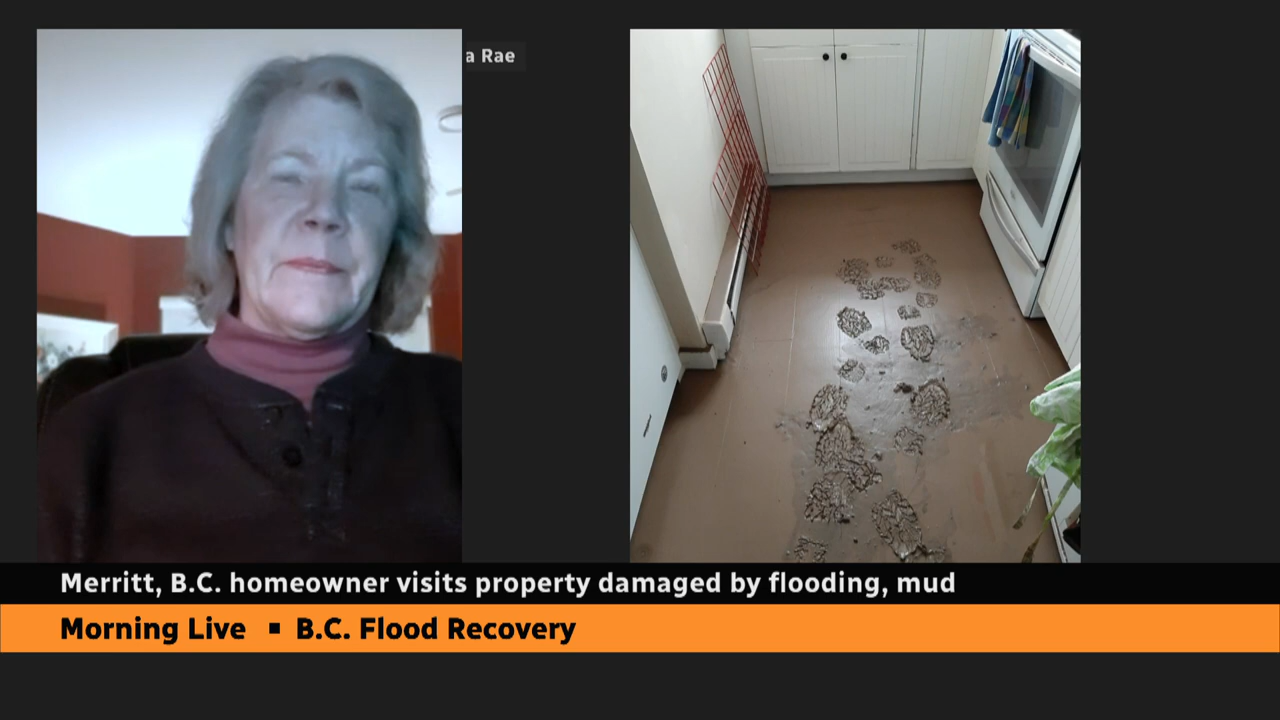 a Rae
Merritt, B.C. homeowner visits property damaged by flooding, mud
Morning Live ▪ B.C. Flood Recovery